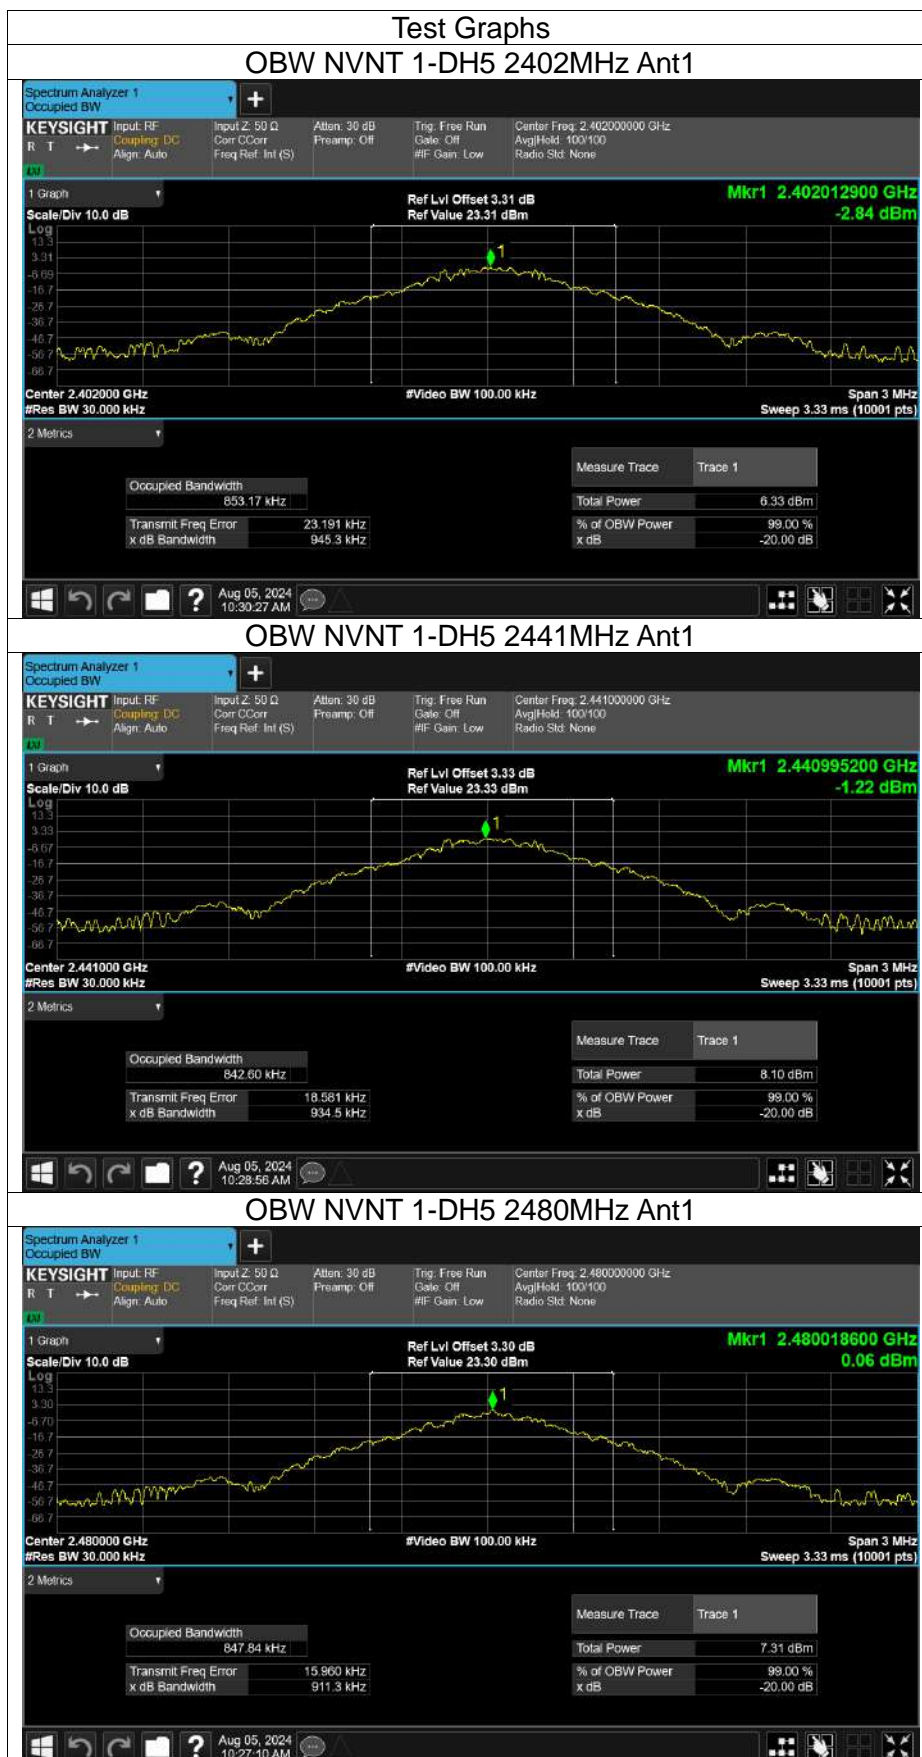 Test Graphs
OBW NVNT 1-DH5 2402MHz Ant1
Spectrum Analyzer 1
Occupied BW
+
KEYSIGHT Input: RF Input Z: 50 Ω Atten: 30 dB Trig: Free Run Center Freq: 2.402000000 GHz
R T Coupling: DC Corr CCorr Preamp: Off Gate: Off Avg|Hold: 100/100
Align: Auto Freq Ref: Int (S) #IF Gain: Low Radio Std: None
LXI
1 Graph Ref Lvl Offset 3.31 dB Mkr1 2.402012900 GHz
Scale/Div 10.0 dB Ref Value 23.31 dBm -2.84 dBm
Log
13.3
3.31 1
-6.69
-16.7
-26.7
-36.7
-46.7
-56.7
-66.7
Center 2.402000 GHz #Video BW 100.00 kHz Span 3 MHz
#Res BW 30.000 kHz Sweep 3.33 ms (10001 pts)
2 Metrics
Measure Trace Trace 1
Occupied Bandwidth
853.17 kHz Total Power 6.33 dBm
Transmit Freq Error 23.191 kHz % of OBW Power 99.00 %
x dB Bandwidth 945.3 kHz x dB -20.00 dB
? Aug 05, 2024
10:30:27 AM
OBW NVNT 1-DH5 2441MHz Ant1
Spectrum Analyzer 1
Occupied BW
+
KEYSIGHT Input: RF Input Z: 50 Ω Atten: 30 dB Trig: Free Run Center Freq: 2.441000000 GHz
R T Coupling: DC Corr CCorr Preamp: Off Gate: Off Avg|Hold: 100/100
Align: Auto Freq Ref: Int (S) #IF Gain: Low Radio Std: None
LXI
1 Graph Ref Lvl Offset 3.33 dB Mkr1 2.440995200 GHz
Scale/Div 10.0 dB Ref Value 23.33 dBm -1.22 dBm
Log
13.3
3.33 1
-6.67
-16.7
-26.7
-36.7
-46.7
-56.7
-66.7
Center 2.441000 GHz #Video BW 100.00 kHz Span 3 MHz
#Res BW 30.000 kHz Sweep 3.33 ms (10001 pts)
2 Metrics
Measure Trace Trace 1
Occupied Bandwidth
842.60 kHz Total Power 8.10 dBm
Transmit Freq Error 18.581 kHz % of OBW Power 99.00 %
x dB Bandwidth 934.5 kHz x dB -20.00 dB
? Aug 05, 2024
10:28:56 AM
OBW NVNT 1-DH5 2480MHz Ant1
Spectrum Analyzer 1
Occupied BW
+
KEYSIGHT Input: RF Input Z: 50 Ω Atten: 30 dB Trig: Free Run Center Freq: 2.480000000 GHz
R T Coupling: DC Corr CCorr Preamp: Off Gate: Off Avg|Hold: 100/100
Align: Auto Freq Ref: Int (S) #IF Gain: Low Radio Std: None
LXI
1 Graph Ref Lvl Offset 3.30 dB Mkr1 2.480018600 GHz
Scale/Div 10.0 dB Ref Value 23.30 dBm 0.06 dBm
Log
13.3
3.30 1
-6.70
-16.7
-26.7
-36.7
-46.7
-56.7
-66.7
Center 2.480000 GHz #Video BW 100.00 kHz Span 3 MHz
#Res BW 30.000 kHz Sweep 3.33 ms (10001 pts)
2 Metrics
Measure Trace Trace 1
Occupied Bandwidth
847.84 kHz Total Power 7.31 dBm
Transmit Freq Error 15.960 kHz % of OBW Power 99.00 %
x dB Bandwidth 911.3 kHz x dB -20.00 dB
? Aug 05, 2024
10:27:10 AM